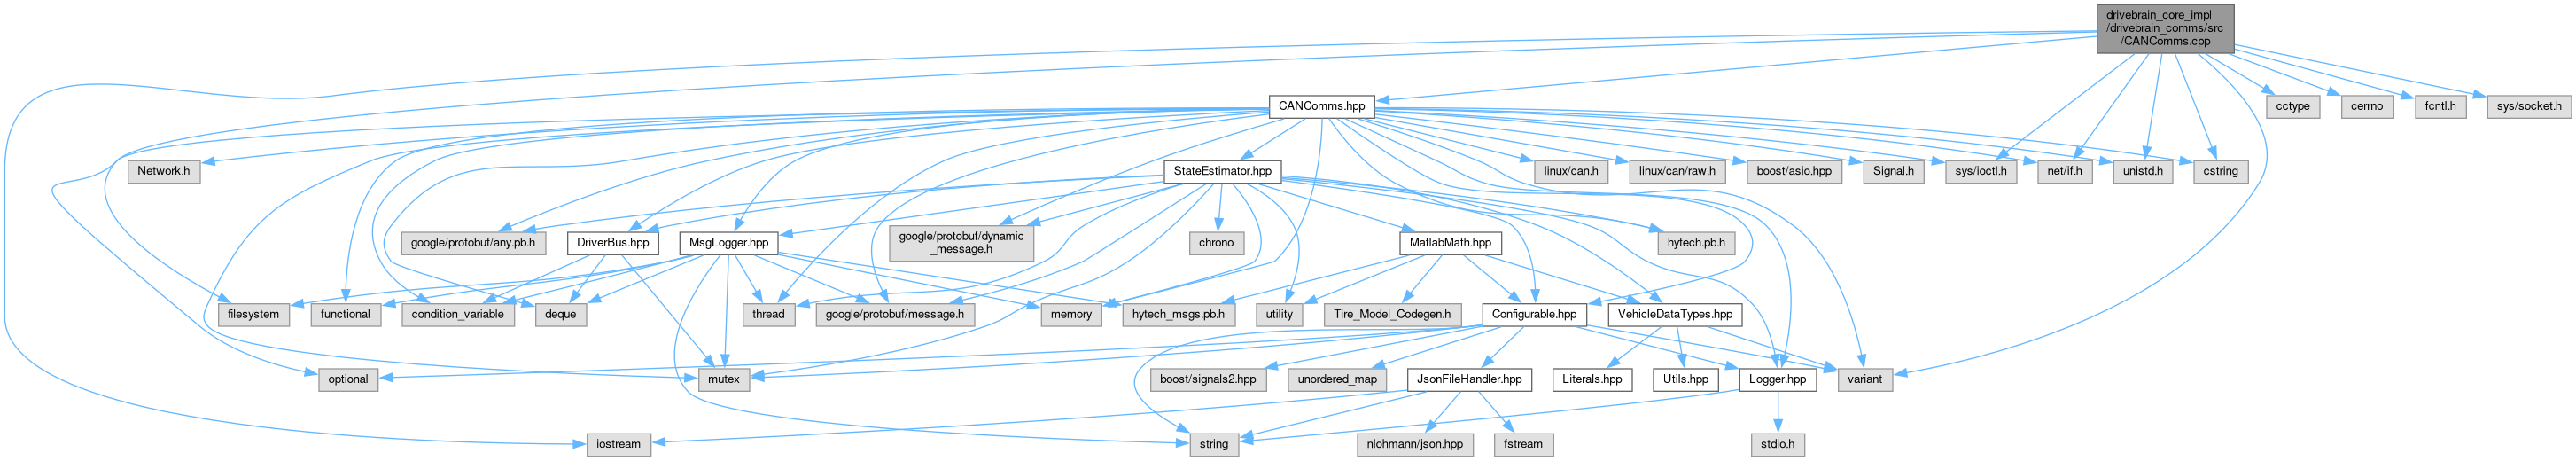 drivebrain_core_impl
/drivebrain_comms/src
/CANComms.cpp
CANComms.hpp
cctype
cerrno
fcntl.h
sys/socket.h
Network.h
StateEstimator.hpp
linux/can.h
linux/can/raw.h
boost/asio.hpp
Signal.h
sys/ioctl.h
net/if.h
unistd.h
cstring
google/protobuf/any.pb.h
DriverBus.hpp
MsgLogger.hpp
google/protobuf/dynamic
_message.h
chrono
MatlabMath.hpp
hytech.pb.h
filesystem
functional
condition_variable
deque
thread
google/protobuf/message.h
memory
hytech_msgs.pb.h
utility
Tire_Model_Codegen.h
Configurable.hpp
VehicleDataTypes.hpp
optional
mutex
boost/signals2.hpp
unordered_map
JsonFileHandler.hpp
Literals.hpp
Utils.hpp
Logger.hpp
variant
iostream
string
nlohmann/json.hpp
fstream
stdio.h